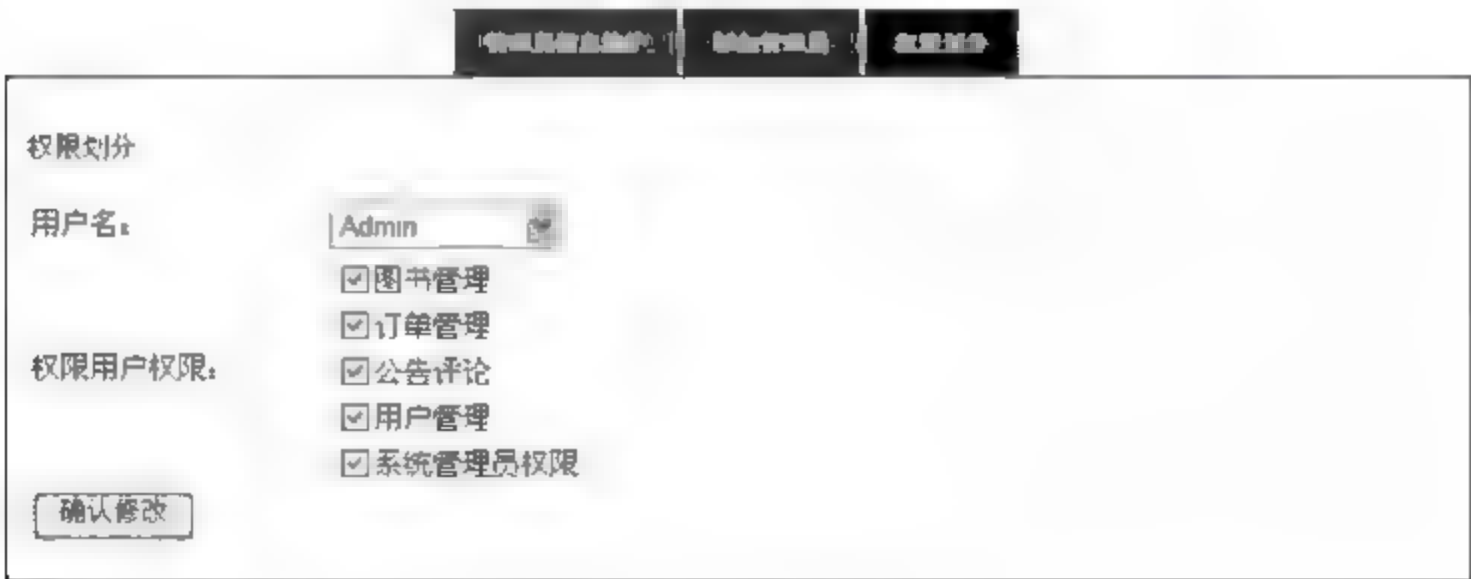 权限划分
用户名:
Admin
图书管理
订单管理
权限用户权限:
公告评论
用户管理
系统管理员权限
确认修改